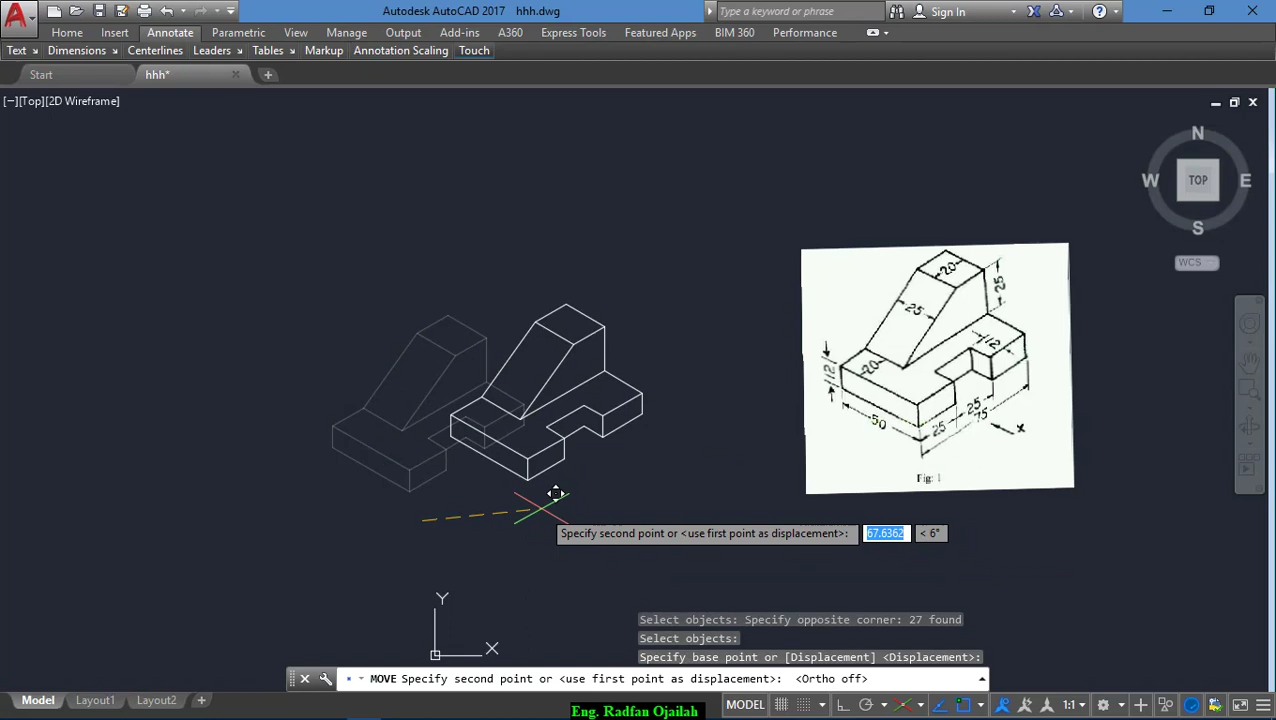 Autodesk AutoCAD 2017 hhh.dwg
Type a keyword or phrase
Sign In
Home Insert Annotate Parametric View Manage Output Add-ins A360 Express Tools Featured Apps BIM 360 Performance
Text Dimensions Centerlines Leaders Tables Markup Annotation Scaling Touch
Start hhh*
[−][Top][2D Wireframe]
N
W TOP E
S
WCS
20
25
25
12
20
12
50
25
25
75
x
Fig: 1
Specify second point or <use first point as displacement>: 67.6362 < 6°
Y
X
Select objects: Specify opposite corner: 27 found
Select objects:
Specify base point or [Displacement] <Displacement>:
MOVE Specify second point or <use first point as displacement>: <Ortho off>
Model Layout1 Layout2
MODEL
1:1
Eng. Radfan Ojailah